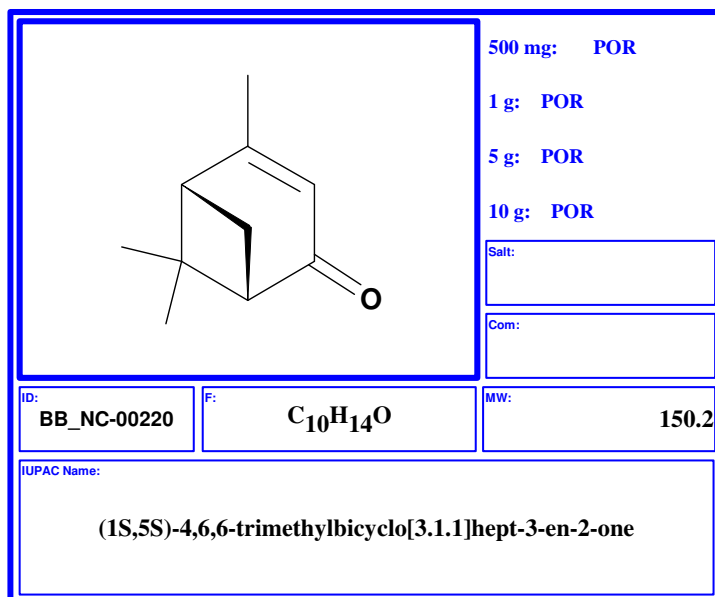 500 mg: POR
1 g: POR
5 g: POR
10 g: POR
O
Salt:
Com:
ID:
BB_NC-00220
F:
C10H14O
MW:
150.2
IUPAC Name:
(1S,5S)-4,6,6-trimethylbicyclo[3.1.1]hept-3-en-2-one